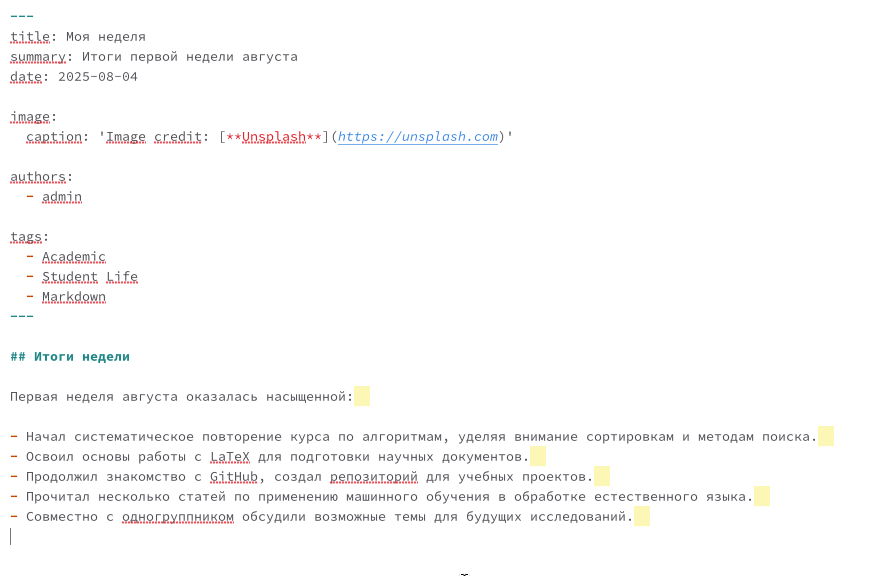 ---
title: Моя неделя
summary: Итоги первой недели августа
date: 2025-08-04
image:
caption: 'Image credit: [**Unsplash**](https://unsplash.com)'
authors:
- admin
tags:
- Academic
- Student Life
- Markdown
---
## Итоги недели
Первая неделя августа оказалась насыщенной:
- Начал систематическое повторение курса по алгоритмам, уделяя внимание сортировкам и методам поиска.
- Освоил основы работы с LaTeX для подготовки научных документов.
- Продолжил знакомство с GitHub, создал репозиторий для учебных проектов.
- Прочитал несколько статей по применению машинного обучения в обработке естественного языка.
- Совместно с одногруппником обсудили возможные темы для будущих исследований.